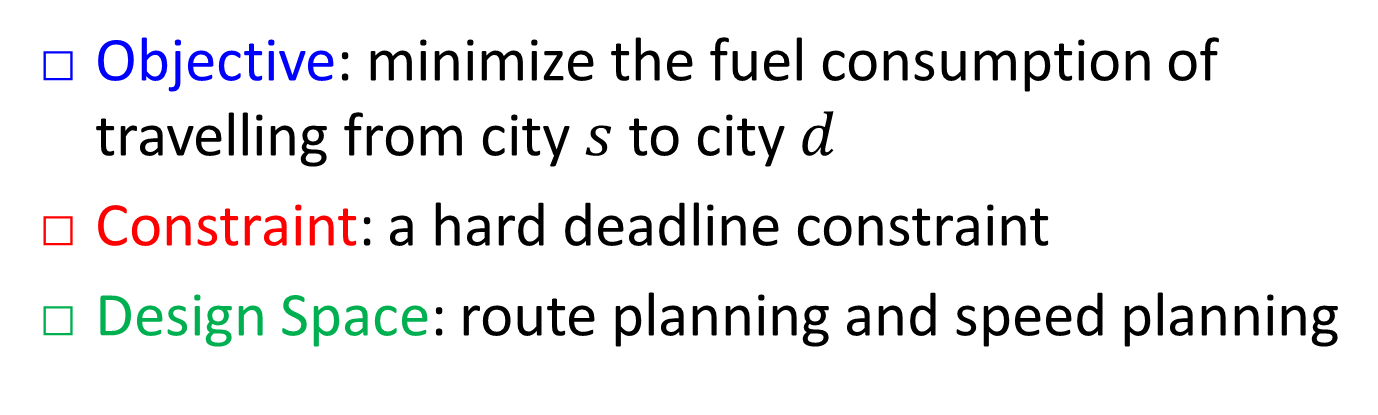 □ Objective: minimize the fuel consumption of
travelling from city s to city d
□ Constraint: a hard deadline constraint
□ Design Space: route planning and speed planning